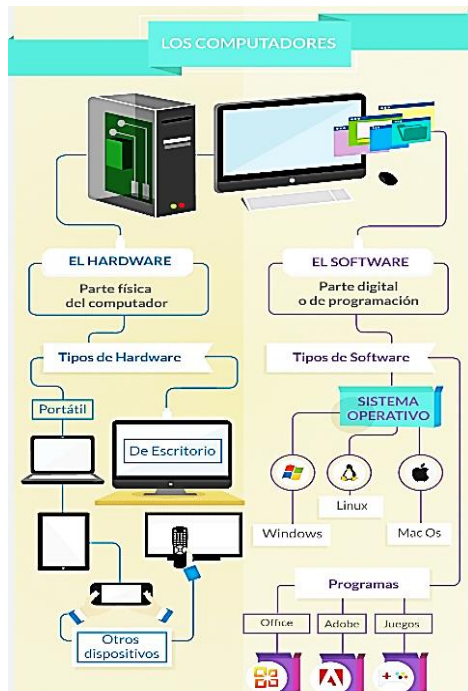 LOS COMPUTADORES
EL HARDWARE
Parte física
del computador
Tipos de Hardware
Portátil
De Escritorio
Otros
dispositivos
EL SOFTWARE
Parte digital
o de programación
Tipos de Software
SISTEMA
OPERATIVO
Windows
Linux
Mac Os
Programas
Office
Adobe
Juegos